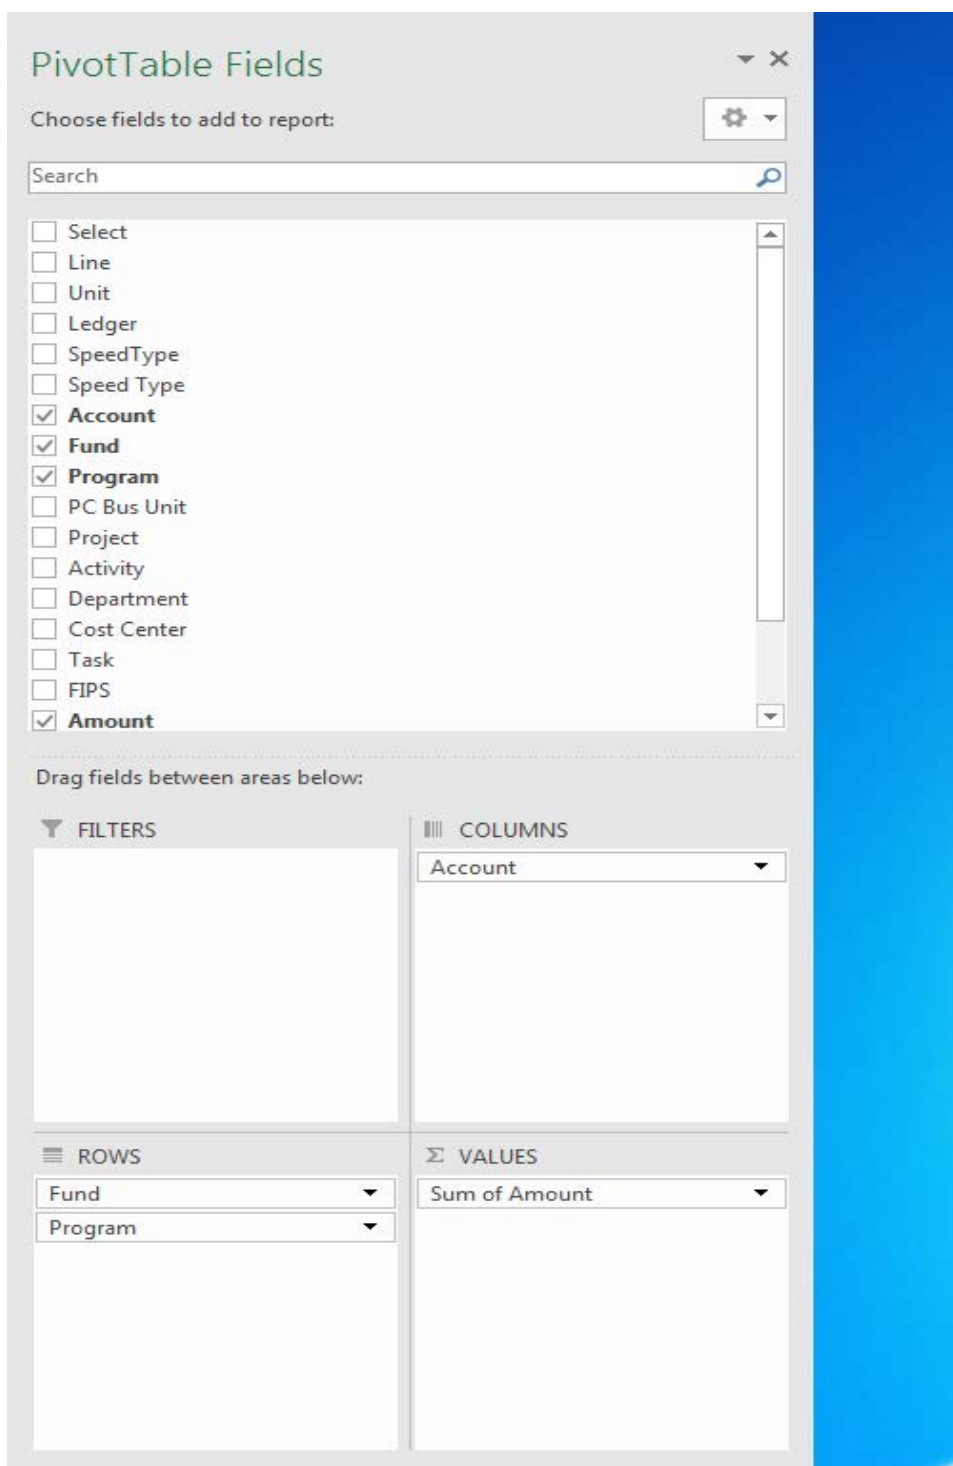 PivotTable Fields
Choose fields to add to report:
Search
Select
Line
Unit
Ledger
SpeedType
Speed Type
Account
Fund
Program
PC Bus Unit
Project
Activity
Department
Cost Center
Task
FIPS
Amount
Drag fields between areas below:
FILTERS
COLUMNS
Account
ROWS
Σ VALUES
Fund
Sum of Amount
Program